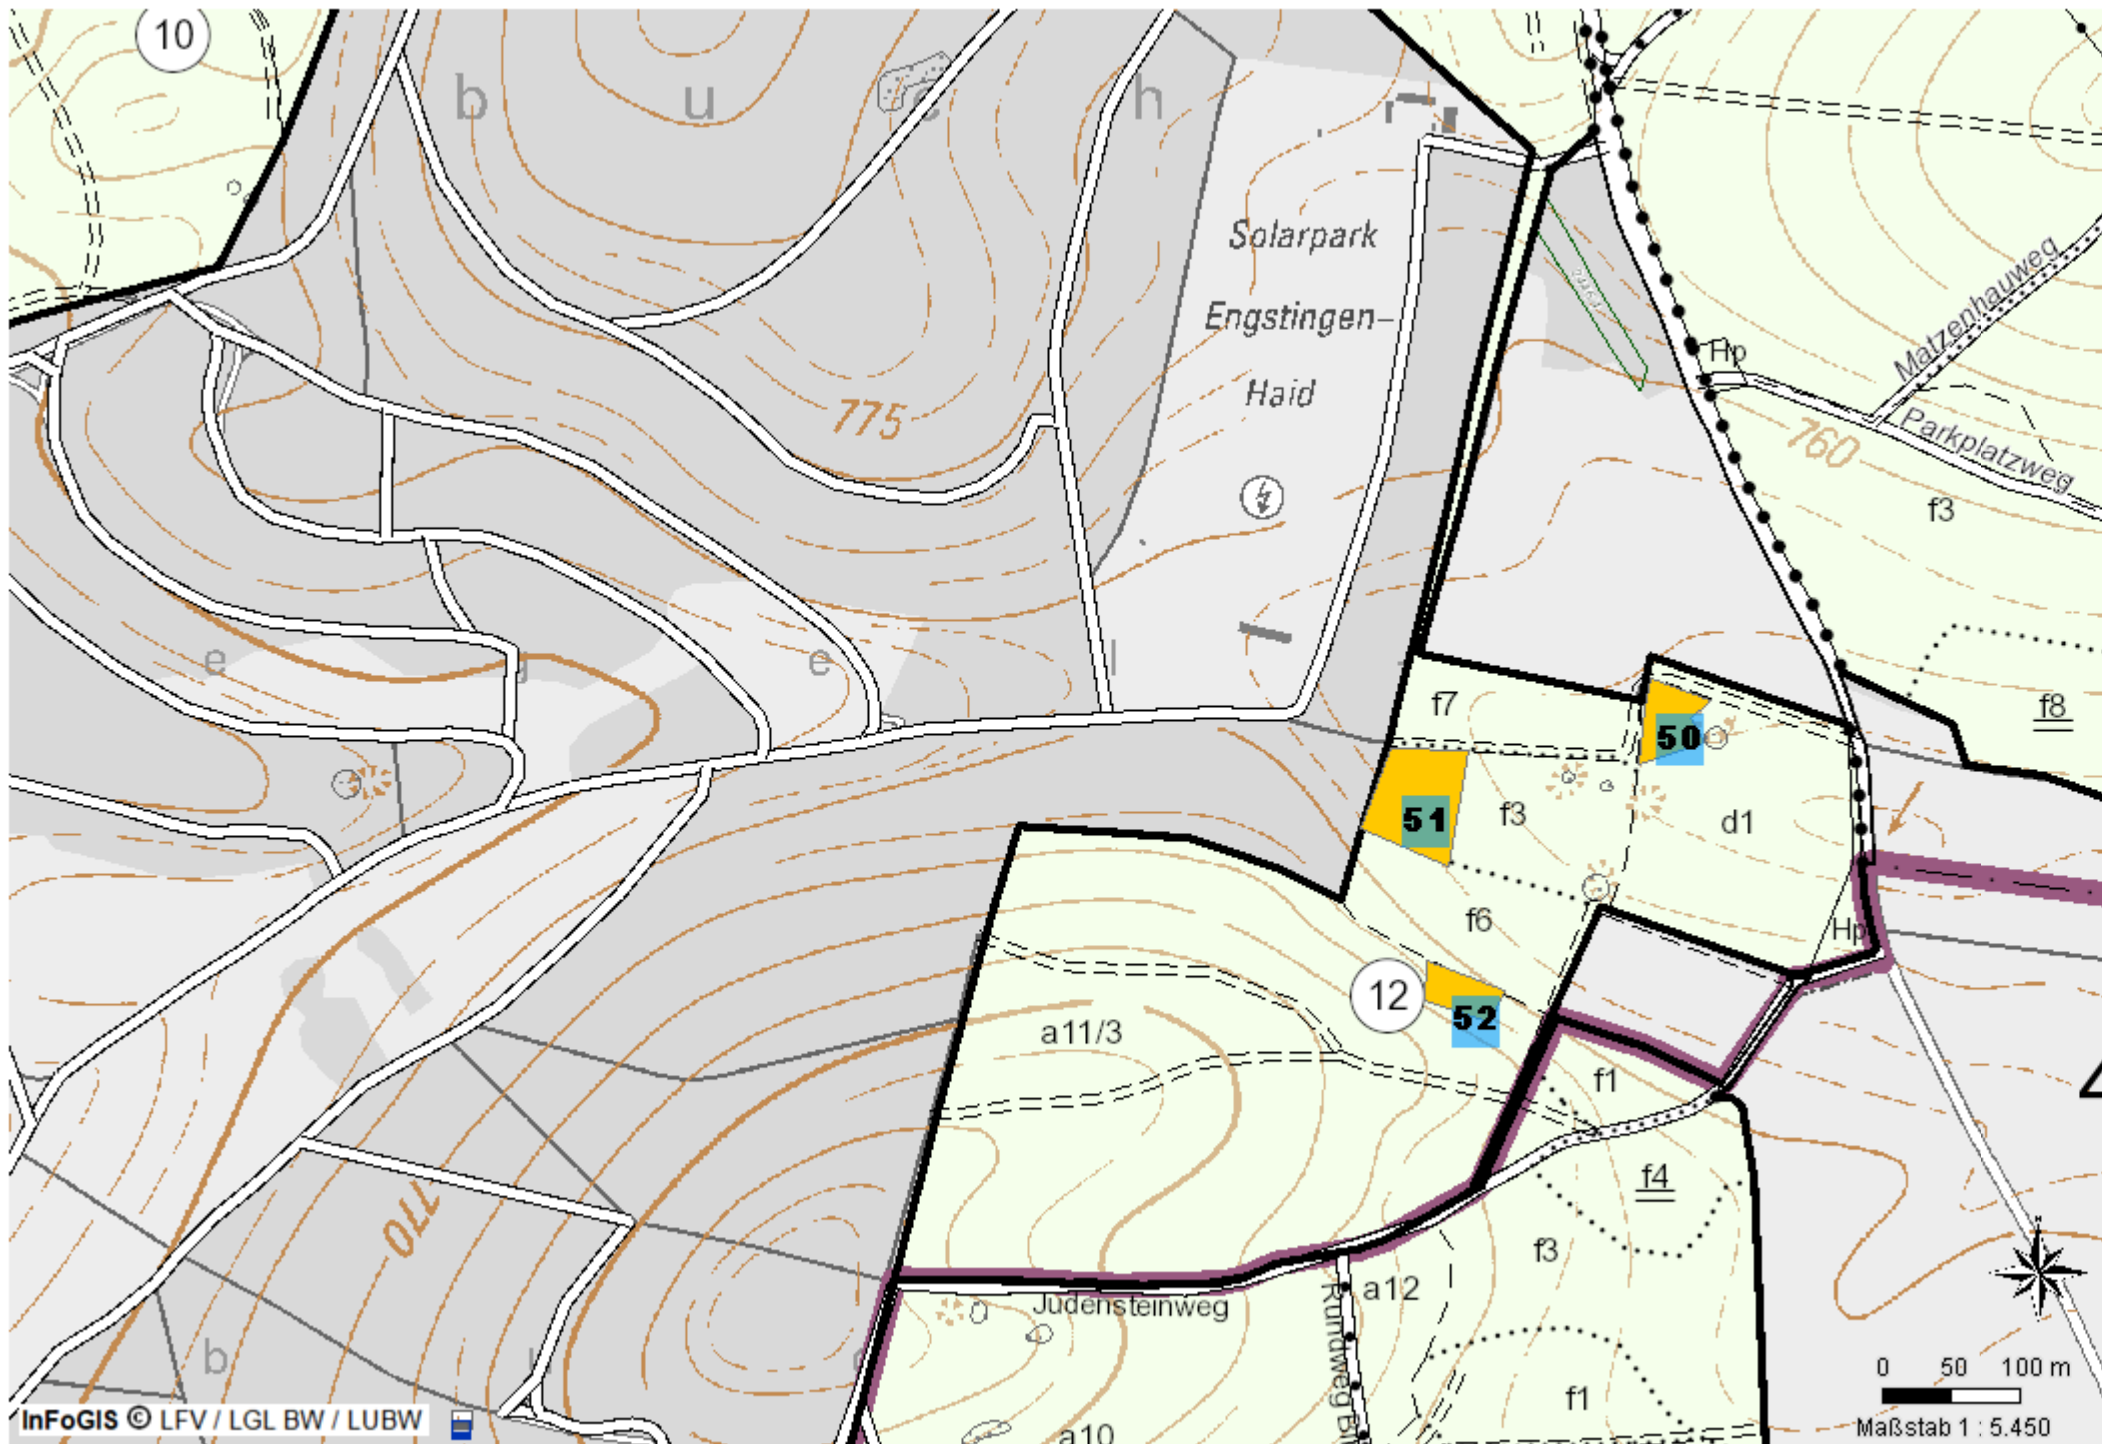 10
b u c h
Solarpark
Engstingen-
Haid
Matzenhauweg
Hp
Parkplatzweg
775
760
f3
e g e l
f7
f8
50
51
f3
d1
f6
Hp
12
52
a11/3
f1
f4
770
f3
Judensteinweg
a12
Rundweg
b u
f1
a10
0 50 100 m
Maßstab 1 : 5.450
InFoGIS © LFV / LGL BW / LUBW